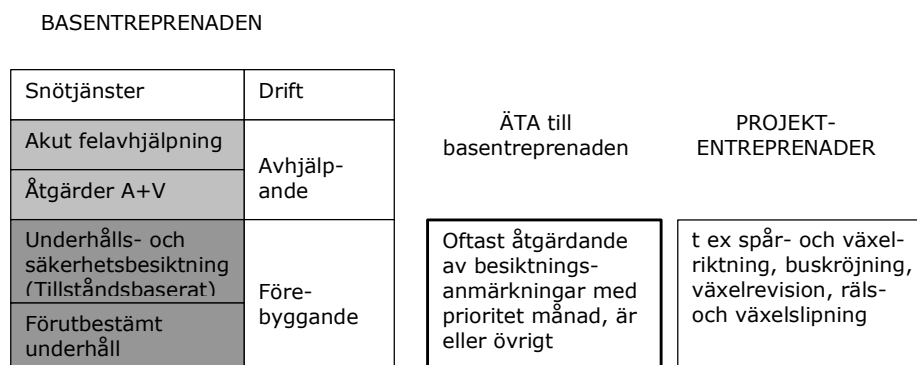 BASENTREPRENADEN
Snötjänster
Drift
Akut felavhjälpning
Åtgärder A+V
Avhjälp-
ande
Underhålls- och
säkerhetsbesiktning
(Tillståndsbaserat)
Förutbestämt
underhåll
Före-
byggande
ÄTA till
basentreprenaden
Oftast åtgärdande
av besiktnings-
anmärkningar med
prioritet månad, är
eller övrigt
PROJEKT-
ENTREPRENADER
t ex spår- och växel-
riktning, buskröjning,
växelrevision, räls-
och växelslipning